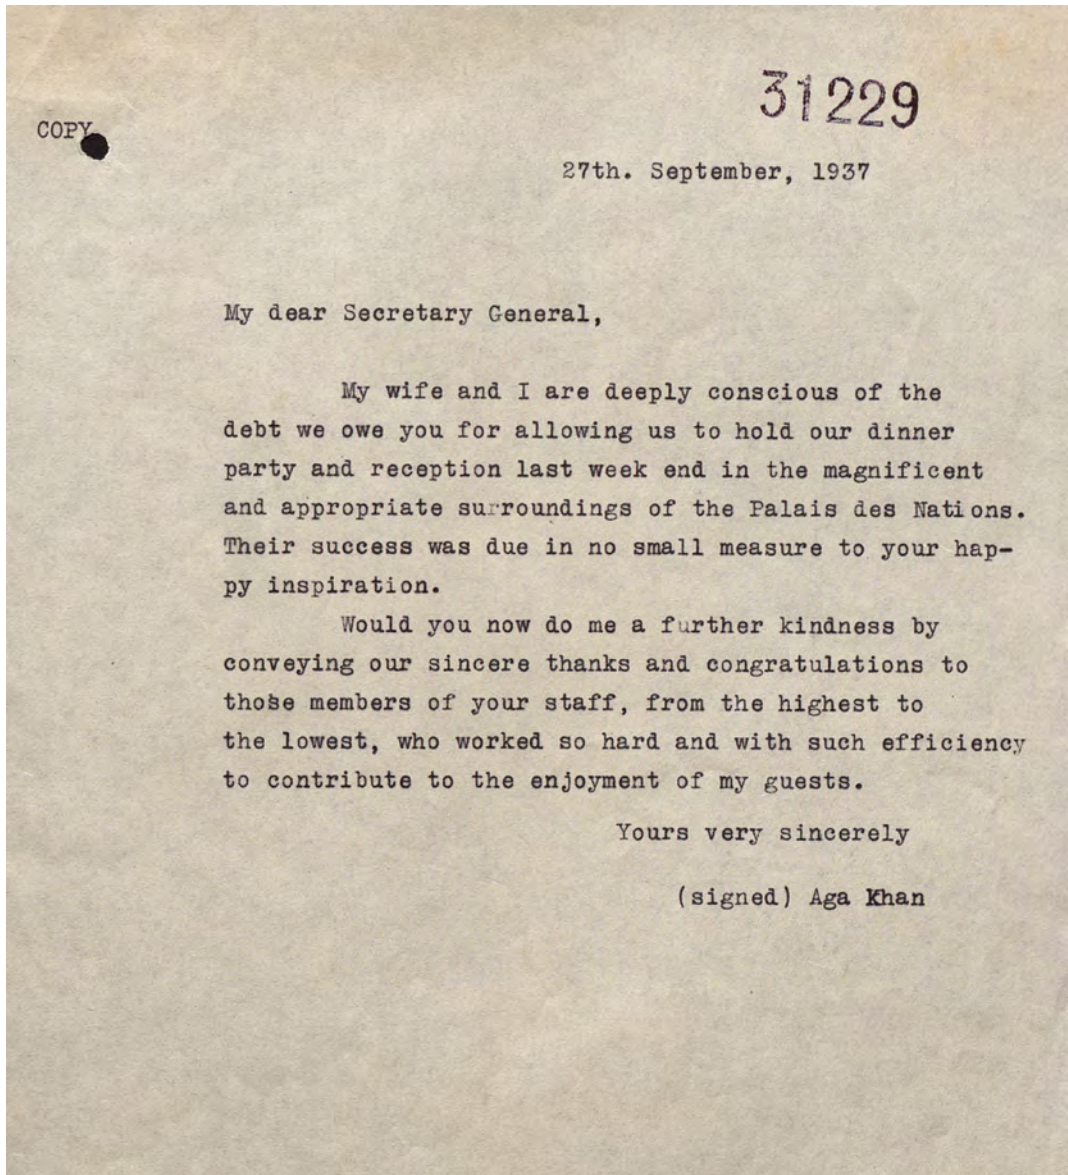 31229
COPY
27th. September, 1937
My dear Secretary General,
My wife and I are deeply conscious of the
debt we owe you for allowing us to hold our dinner
party and reception last week end in the magnificent
and appropriate surroundings of the Palais des Nations.
Their success was due in no small measure to your hap-
py inspiration.
Would you now do me a further kindness by
conveying our sincere thanks and congratulations to
those members of your staff, from the highest to
the lowest, who worked so hard and with such efficiency
to contribute to the enjoyment of my guests.
Yours very sincerely
(signed) Aga Khan